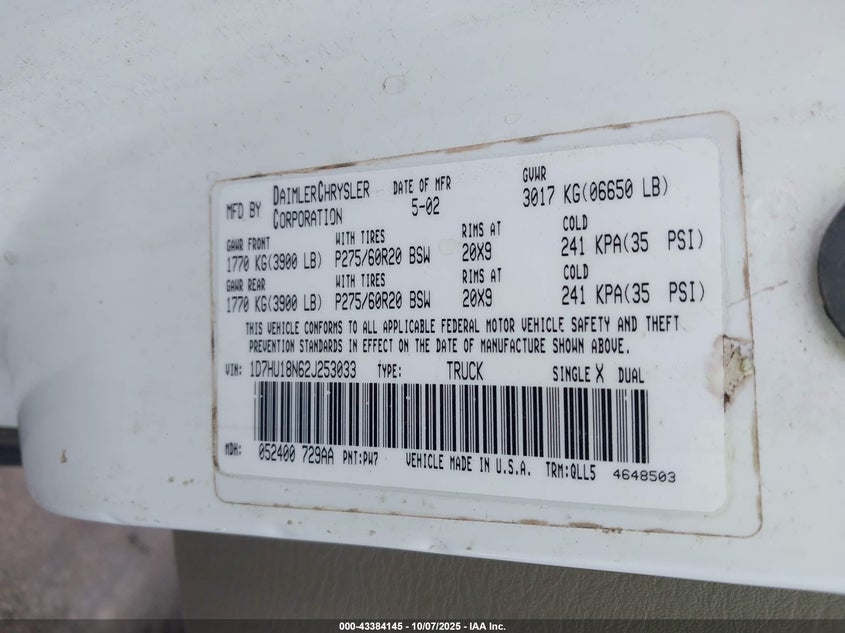 MFD BY DAIMLERCHRYSLER CORPORATION DATE OF MFR 5-02 GVWR 3017 KG(06650 LB)
GAWR FRONT WITH TIRES RIMS AT COLD
1770 KG(3900 LB) P275/60R20 BSW 20X9 241 KPA(35 PSI)
GAWR REAR WITH TIRES RIMS AT COLD
1770 KG(3900 LB) P275/60R20 BSW 20X9 241 KPA(35 PSI)
THIS VEHICLE CONFORMS TO ALL APPLICABLE FEDERAL MOTOR VEHICLE SAFETY AND THEFT
PREVENTION STANDARDS IN EFFECT ON THE DATE OF MANUFACTURE SHOWN ABOVE.
VIN: 1D7HU18N62J253033 TYPE: TRUCK SINGLE X DUAL
MDH: 052400 729AA PNT:PW7 VEHICLE MADE IN U.S.A. TRM:QLL5 4648503
000-43384145 - 10/07/2025 - IAA Inc.